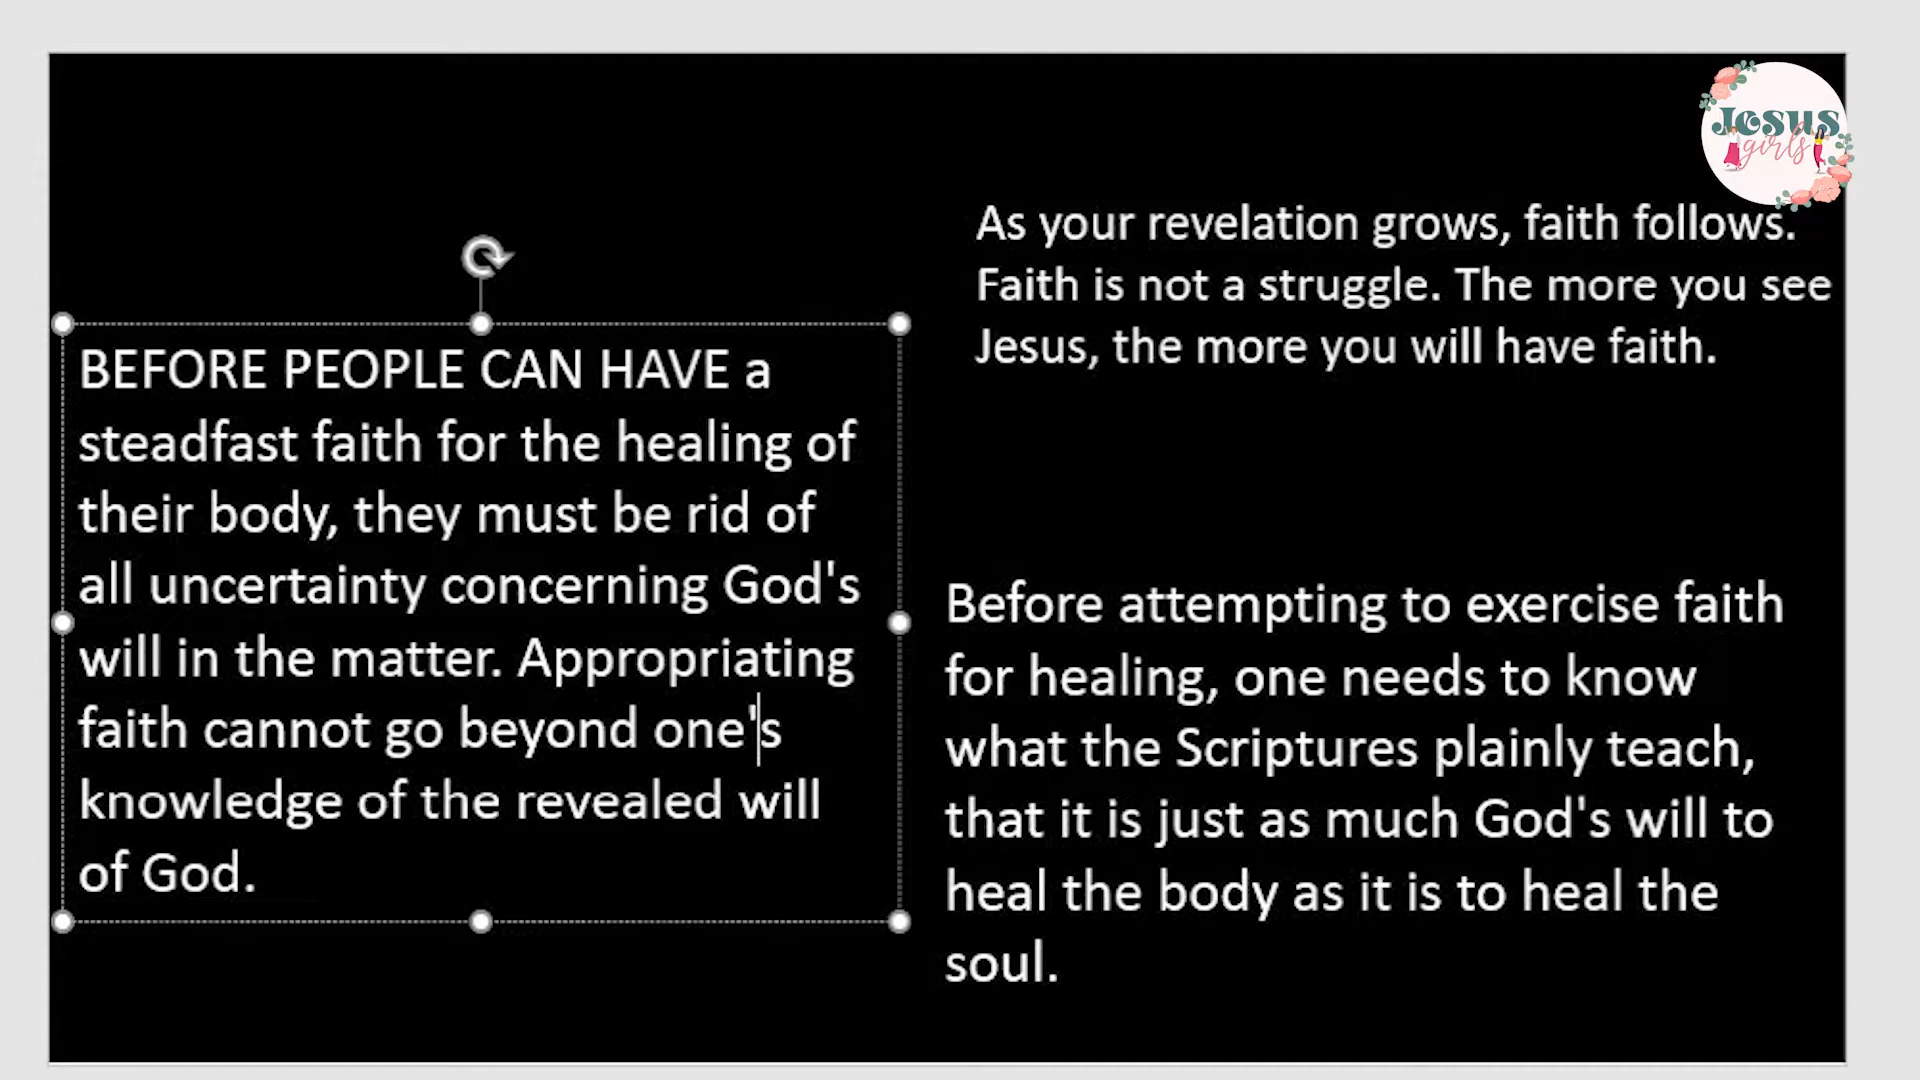 Jesus
girls
As your revelation grows, faith follows.
Faith is not a struggle. The more you see
Jesus, the more you will have faith.
BEFORE PEOPLE CAN HAVE a
steadfast faith for the healing of
their body, they must be rid of
all uncertainty concerning God's
will in the matter. Appropriating
faith cannot go beyond one's
knowledge of the revealed will
of God.
Before attempting to exercise faith
for healing, one needs to know
what the Scriptures plainly teach,
that it is just as much God's will to
heal the body as it is to heal the
soul.